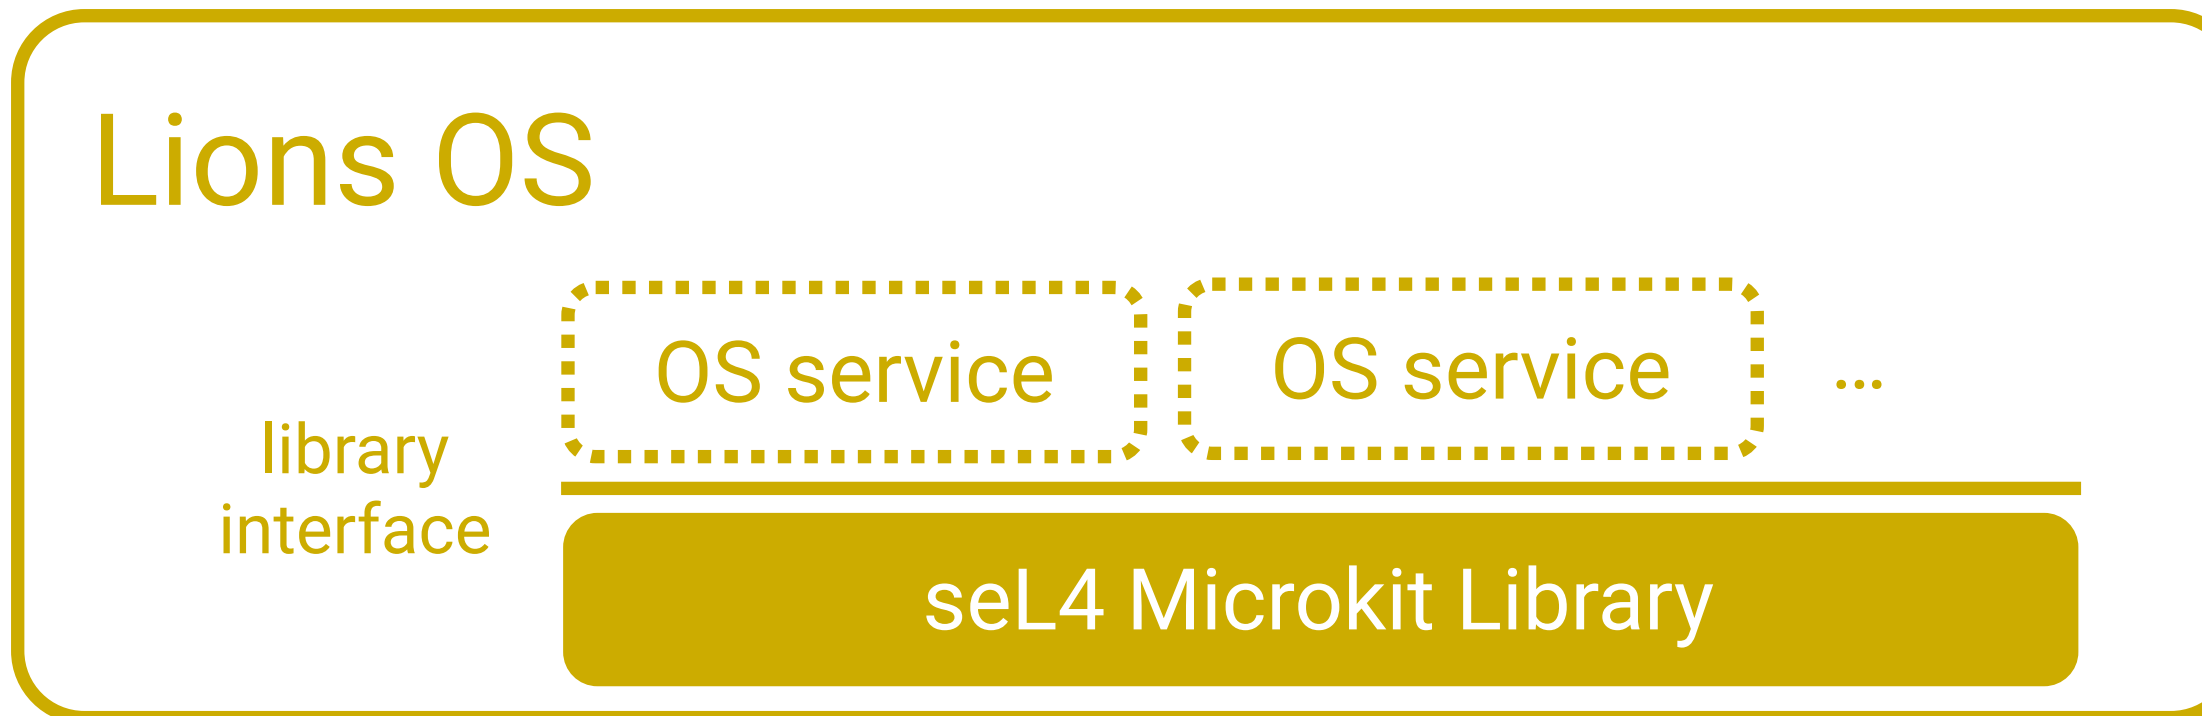 Lions OS
OS service
OS service
...
library
interface
seL4 Microkit Library